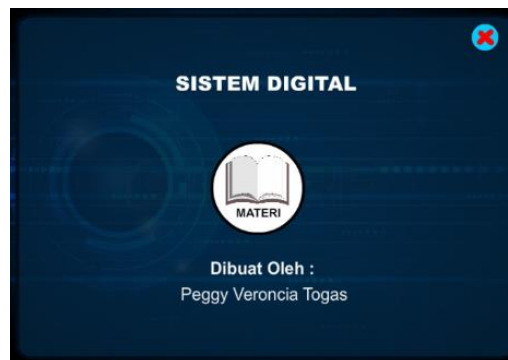 SISTEM DIGITAL
MATERI
Dibuat Oleh :
Peggy Veroncia Togas